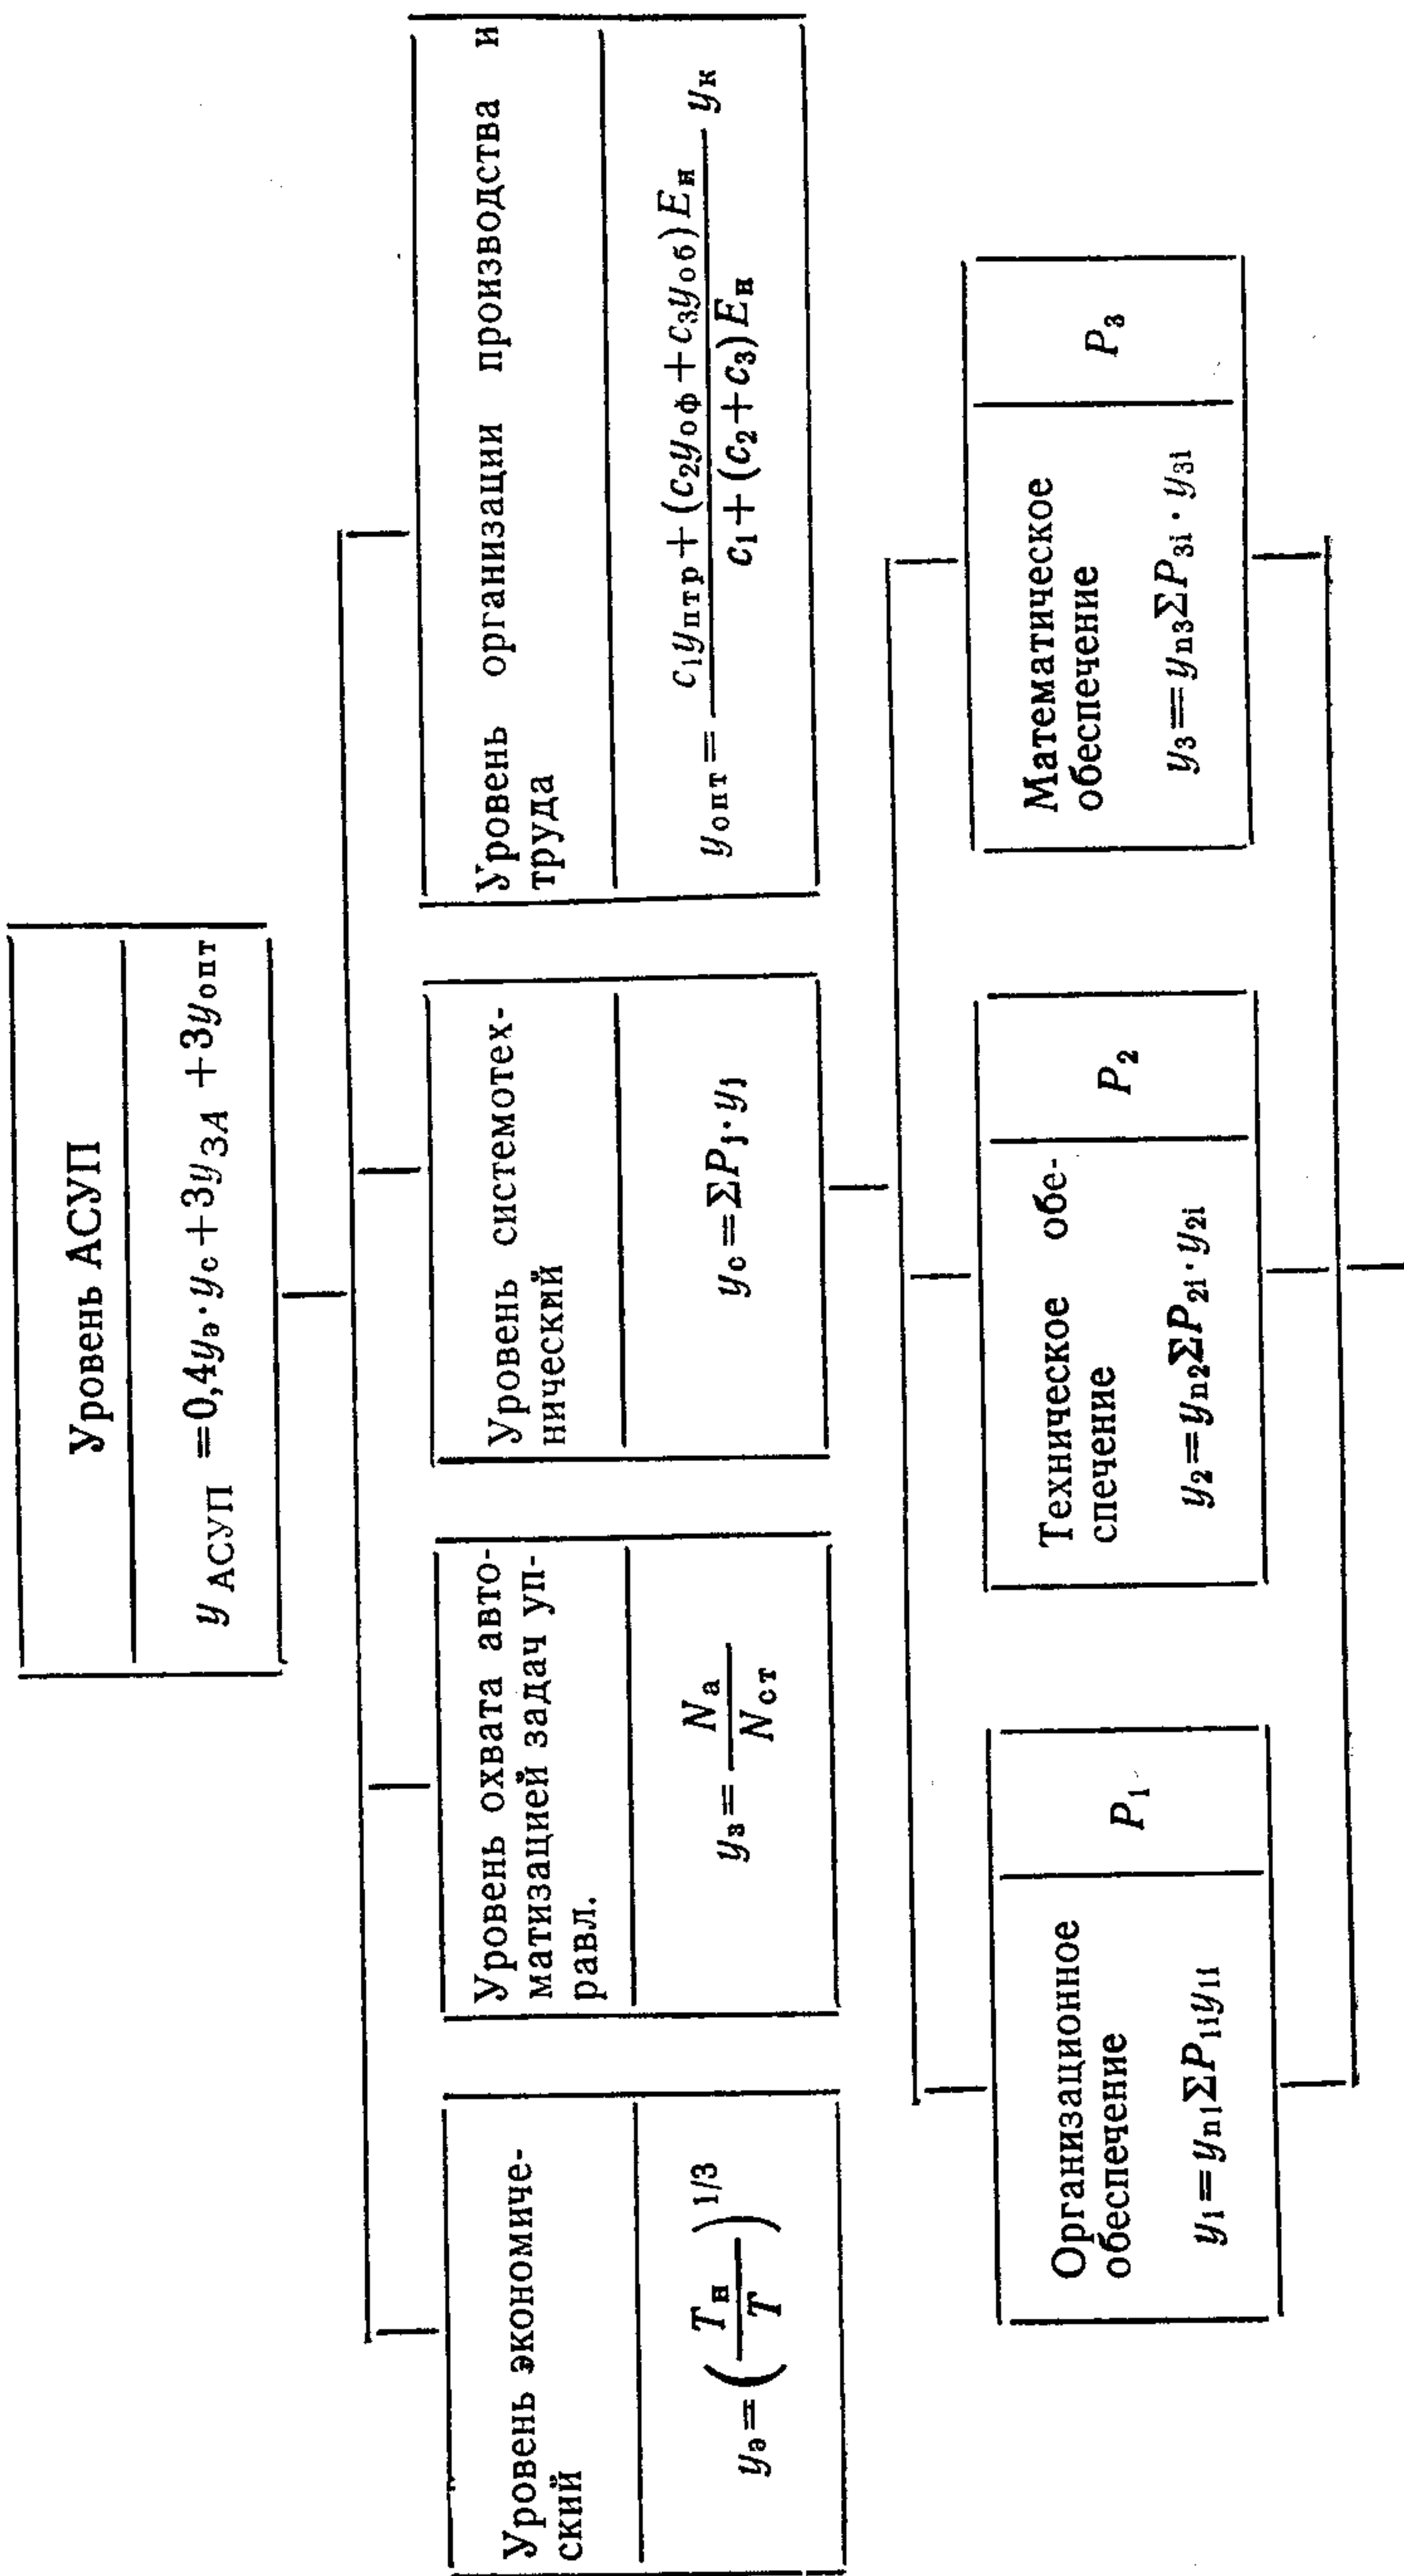 Уровень АСУП
y АСУП =0,4yэ·yс+3yЗА+3yопт
Уровень экономиче-
ский
yэ=(Tн/T)^1/3
Уровень охвата авто-
матизацией задач уп-
равл.
yз=Nа/Nст
Уровень системотех-
нический
yс=ΣPj·yj
Уровень организации производства и
труда
yопт=(c1yптр+(c2yоф+c3yоб)Eн)/(c1+(c2+c3)Eн) yк
Организационное
обеспечение
P1
y1=yn1ΣP1iy1i
Техническое обе-
спечение
P2
y2=yn2ΣP2i·y2i
Математическое
обеспечение
P3
y3=yn3ΣP3i·y3i